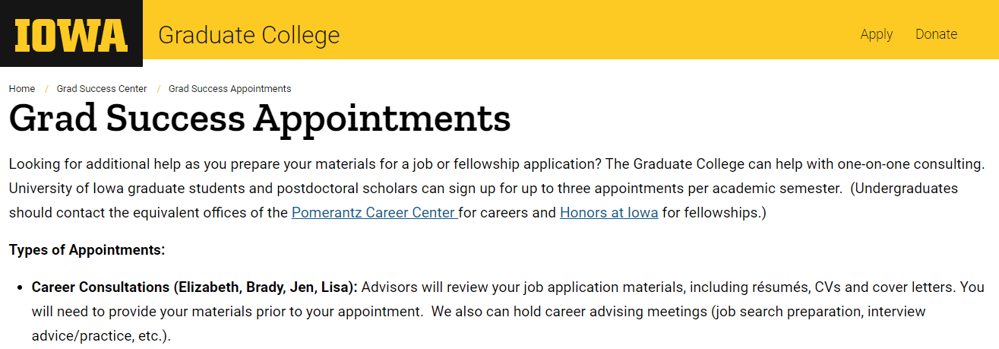 IOWA Graduate College Apply Donate
Home / Grad Success Center / Grad Success Appointments
Grad Success Appointments
Looking for additional help as you prepare your materials for a job or fellowship application? The Graduate College can help with one-on-one consulting.
University of Iowa graduate students and postdoctoral scholars can sign up for up to three appointments per academic semester.  (Undergraduates
should contact the equivalent offices of the Pomerantz Career Center for careers and Honors at Iowa for fellowships.)
Types of Appointments:
• Career Consultations (Elizabeth, Brady, Jen, Lisa): Advisors will review your job application materials, including résumés, CVs and cover letters. You
will need to provide your materials prior to your appointment.  We also can hold career advising meetings (job search preparation, interview
advice/practice, etc.).